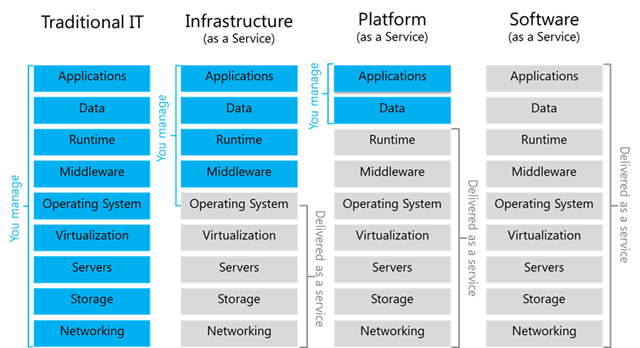 Traditional IT
Infrastructure
(as a Service)
Platform
(as a Service)
Software
(as a Service)
You manage
Applications
Data
Runtime
Middleware
Operating System
Virtualization
Servers
Storage
Networking
You manage
Applications
Data
Runtime
Middleware
Operating System
Virtualization
Servers
Storage
Networking
Delivered as a service
You manage
Applications
Data
Runtime
Middleware
Operating System
Virtualization
Servers
Storage
Networking
Delivered as a service
Applications
Data
Runtime
Middleware
Operating System
Virtualization
Servers
Storage
Networking
Delivered as a service